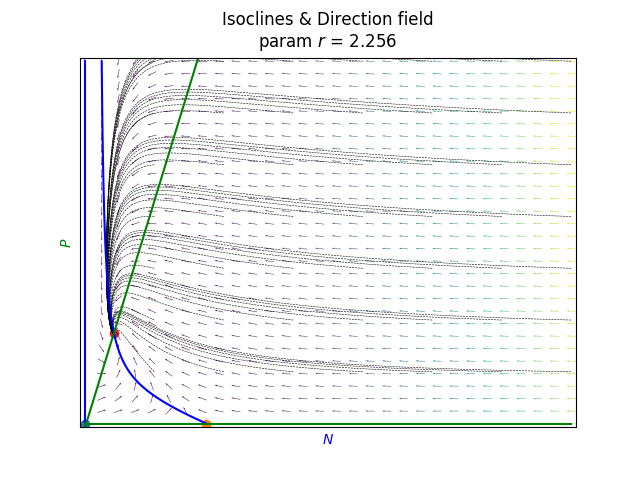 Isoclines & Direction field
param r = 2.256
P
N